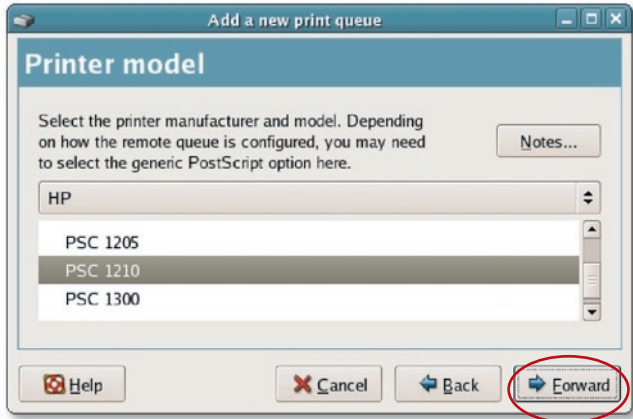 Add a new print queue
Printer model
Select the printer manufacturer and model. Depending
on how the remote queue is configured, you may need
to select the generic PostScript option here.
Notes...
HP
PSC 1205
PSC 1210
PSC 1300
Help
Cancel
Back
Forward